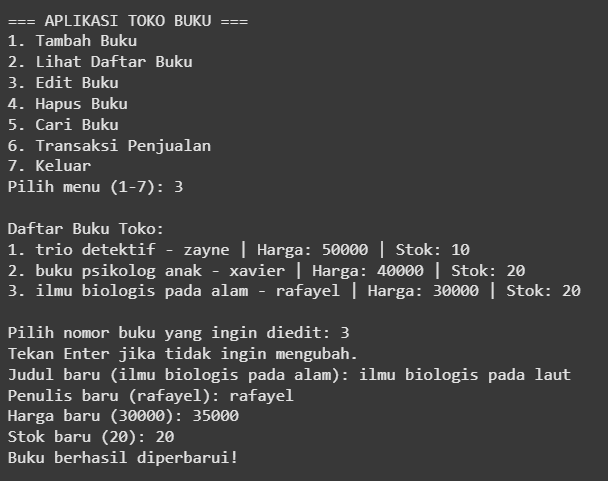 === APLIKASI TOKO BUKU ===
1. Tambah Buku
2. Lihat Daftar Buku
3. Edit Buku
4. Hapus Buku
5. Cari Buku
6. Transaksi Penjualan
7. Keluar
Pilih menu (1-7): 3
Daftar Buku Toko:
1. trio detektif - zayne | Harga: 50000 | Stok: 10
2. buku psikolog anak - xavier | Harga: 40000 | Stok: 20
3. ilmu biologis pada alam - rafayel | Harga: 30000 | Stok: 20
Pilih nomor buku yang ingin diedit: 3
Tekan Enter jika tidak ingin mengubah.
Judul baru (ilmu biologis pada alam): ilmu biologis pada laut
Penulis baru (rafayel): rafayel
Harga baru (30000): 35000
Stok baru (20): 20
Buku berhasil diperbarui!